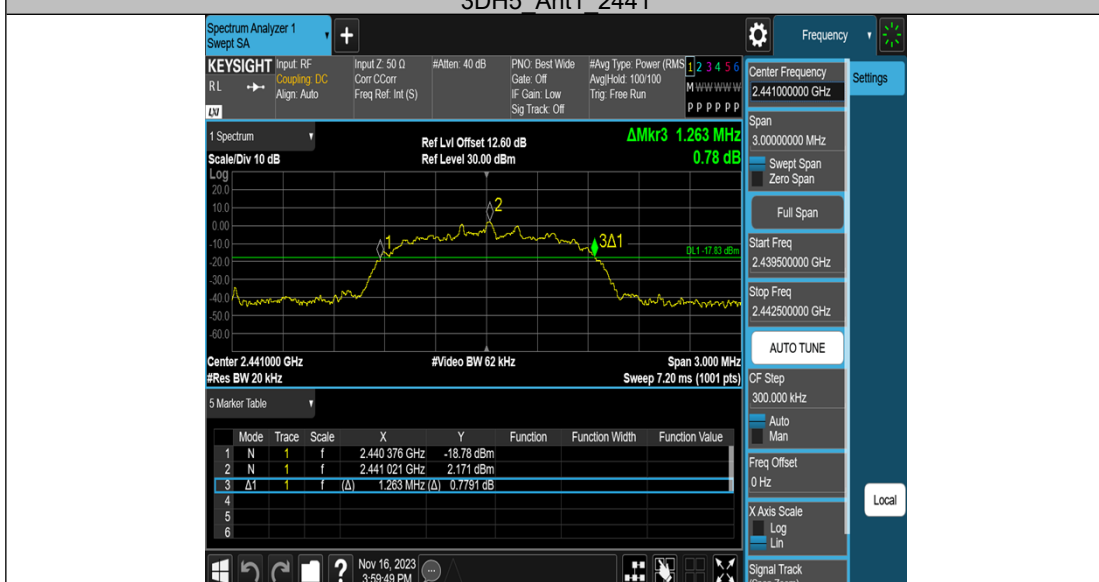 3DH5_Ant1_2441
Spectrum Analyzer 1
Swept SA
Frequency
KEYSIGHT
RL
LXI
Input: RF
Coupling: DC
Align: Auto
Input Z: 50 Ω
Corr CCorr
Freq Ref: Int (S)
#Atten: 40 dB
PNO: Best Wide
Gate: Off
IF Gain: Low
Sig Track: Off
#Avg Type: Power (RMS
Avg|Hold: 100/100
Trig: Free Run
1 2 3 4 5 6
M W W W W W
P P P P P P
Center Frequency
2.441000000 GHz
Settings
Span
3.00000000 MHz
Swept Span
Zero Span
Full Span
Start Freq
2.439500000 GHz
Stop Freq
2.442500000 GHz
AUTO TUNE
CF Step
300.000 kHz
Auto
Man
Freq Offset
0 Hz
X Axis Scale
Log
Lin
Signal Track
Local
1 Spectrum
Scale/Div 10 dB
Ref Lvl Offset 12.60 dB
Ref Level 30.00 dBm
ΔMkr3 1.263 MHz
0.78 dB
Log
20.0
10.0
0.00
-10.0
-20.0
-30.0
-40.0
-50.0
-60.0
1
2
3Δ1
DL1 -17.83 dBm
Center 2.441000 GHz
#Res BW 20 kHz
#Video BW 62 kHz
Span 3.000 MHz
Sweep 7.20 ms (1001 pts)
5 Marker Table
Mode Trace Scale X Y Function Function Width Function Value
1 N 1 f 2.440 376 GHz -18.78 dBm
2 N 1 f 2.441 021 GHz 2.171 dBm
3 Δ1 1 f (Δ) 1.263 MHz (Δ) 0.7791 dB
4
5
6
Nov 16, 2023
3:59:49 PM